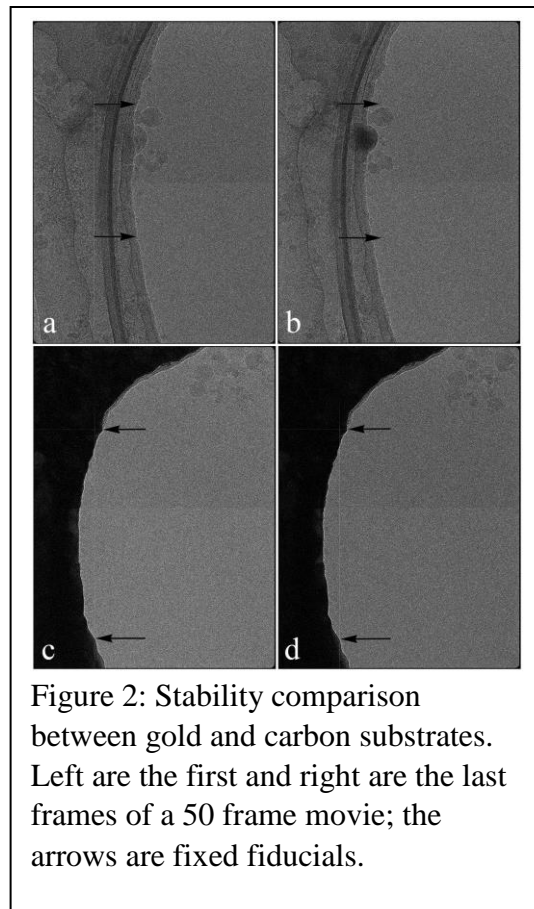 a
b
c
d
Figure 2: Stability comparison
between gold and carbon substrates.
Left are the first and right are the last
frames of a 50 frame movie; the
arrows are fixed fiducials.